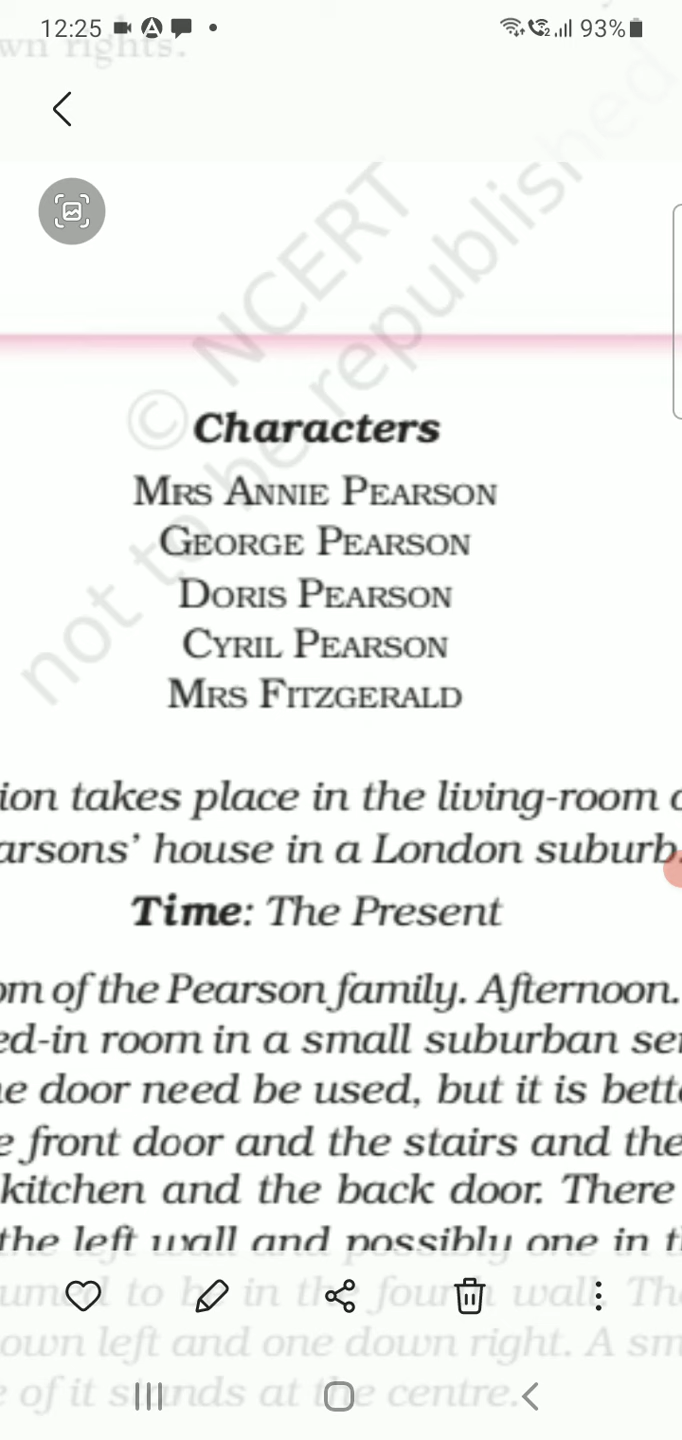 12:25
93%
wn rights.
© NCERT
not to be republished
Characters
MRS ANNIE PEARSON
GEORGE PEARSON
DORIS PEARSON
CYRIL PEARSON
MRS FITZGERALD
ion takes place in the living-room o
arsons’ house in a London suburb.
Time: The Present
om of the Pearson family. Afternoon.
ed-in room in a small suburban sem
ne door need be used, but it is bette
e front door and the stairs and the
kitchen and the back door. There
the left wall and possibly one in th
umed to be in the fourth wall. The
own left and one down right. A sm
e of it stands at the centre.